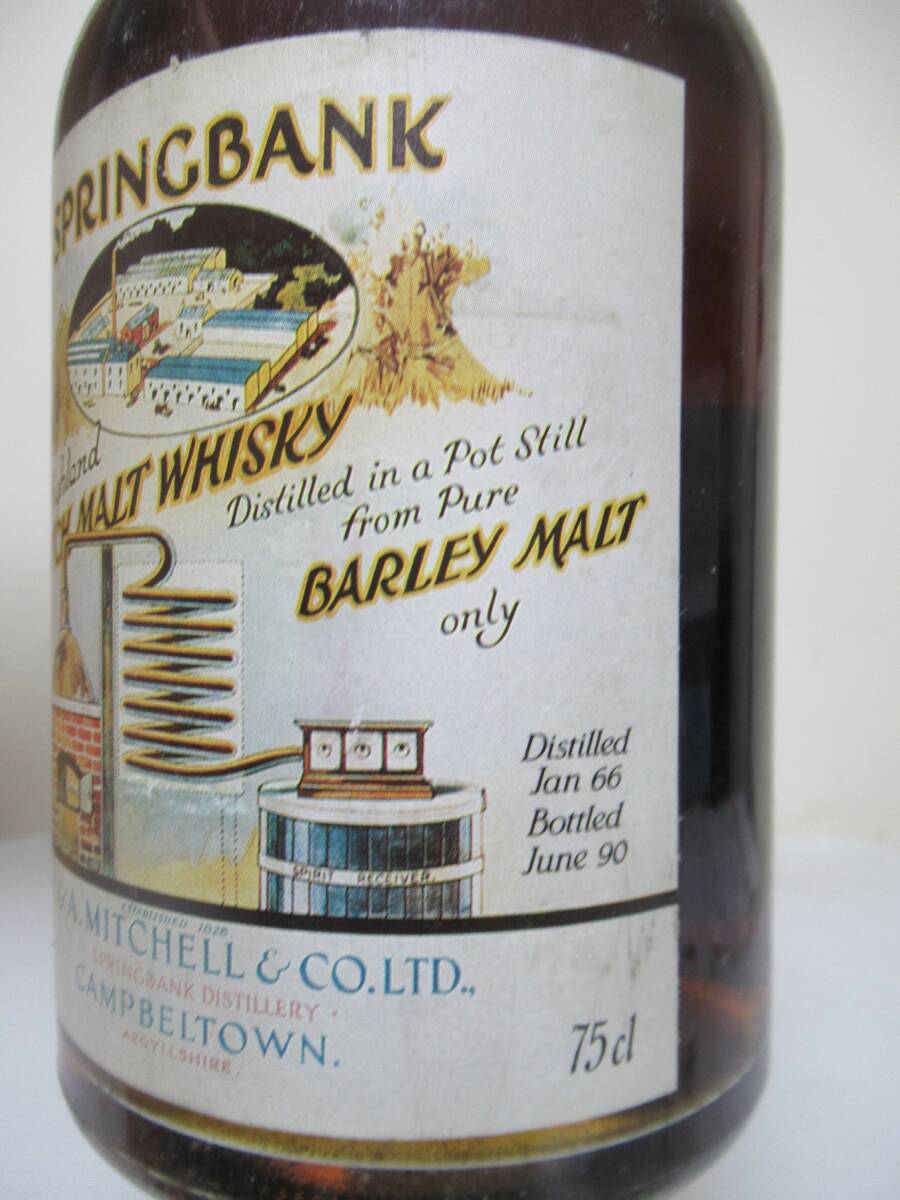 SPRINGBANK
MALT WHISKY
Distilled in a Pot Still
from Pure
BARLEY MALT
only
Distilled
Jan 66
Bottled
June 90
SPIRIT RECEIVER.
ESTABLISHED 1828
&A. MITCHELL & CO. LTD.,
SPRINGBANK DISTILLERY ·
CAMPBELTOWN.
ARGYLLSHIRE.
75cl